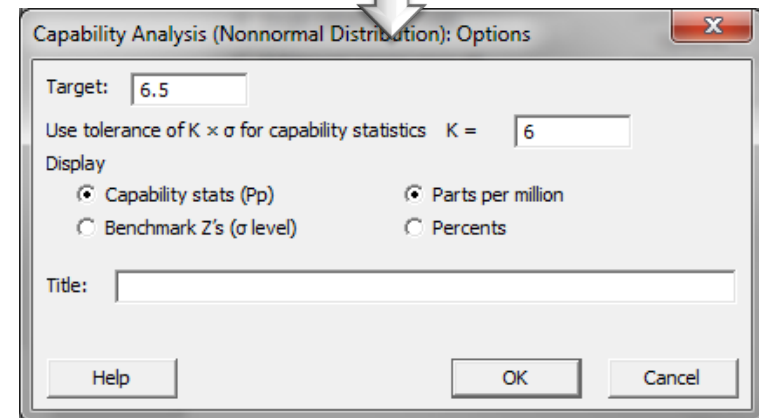 Capability Analysis (Nonnormal Distribution): Options
Target: 6.5
Use tolerance of K × σ for capability statistics K = 6
Display
Capability stats (Pp) Parts per million
Benchmark Z's (σ level) Percents
Title:
Help OK Cancel